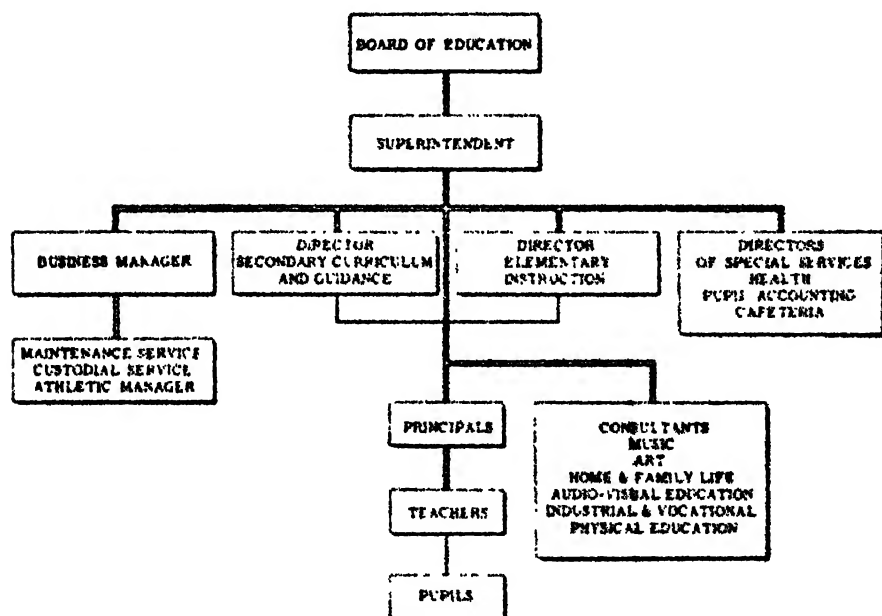 BOARD OF EDUCATION
SUPERINTENDENT
BUSINESS MANAGER
DIRECTOR
SECONDARY CURRICULUM
AND GUIDANCE
DIRECTOR
ELEMENTARY
INSTRUCTION
DIRECTORS
OF SPECIAL SERVICES
HEALTH
PUPIL ACCOUNTING
CAFETERIA
MAINTENANCE SERVICE
CUSTODIAL SERVICE
ATHLETIC MANAGER
PRINCIPALS
CONSULTANTS
MUSIC
ART
HOME & FAMILY LIFE
AUDIO-VISUAL EDUCATION
INDUSTRIAL & VOCATIONAL
PHYSICAL EDUCATION
TEACHERS
PUPILS